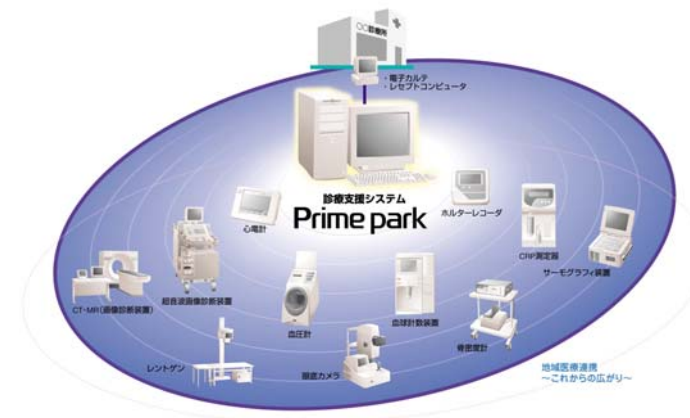 〇〇診療所
・電子カルテ
・レセプトコンピュータ
診療支援システム
Prime park
心電計
ホルターレコーダ
CRP測定器
サーモグラフィ装置
超音波画像診断装置
CT・MR(画像診断装置)
血圧計
血球計数装置
骨密度計
レントゲン
眼底カメラ
地域医療連携
～これからの広がり～